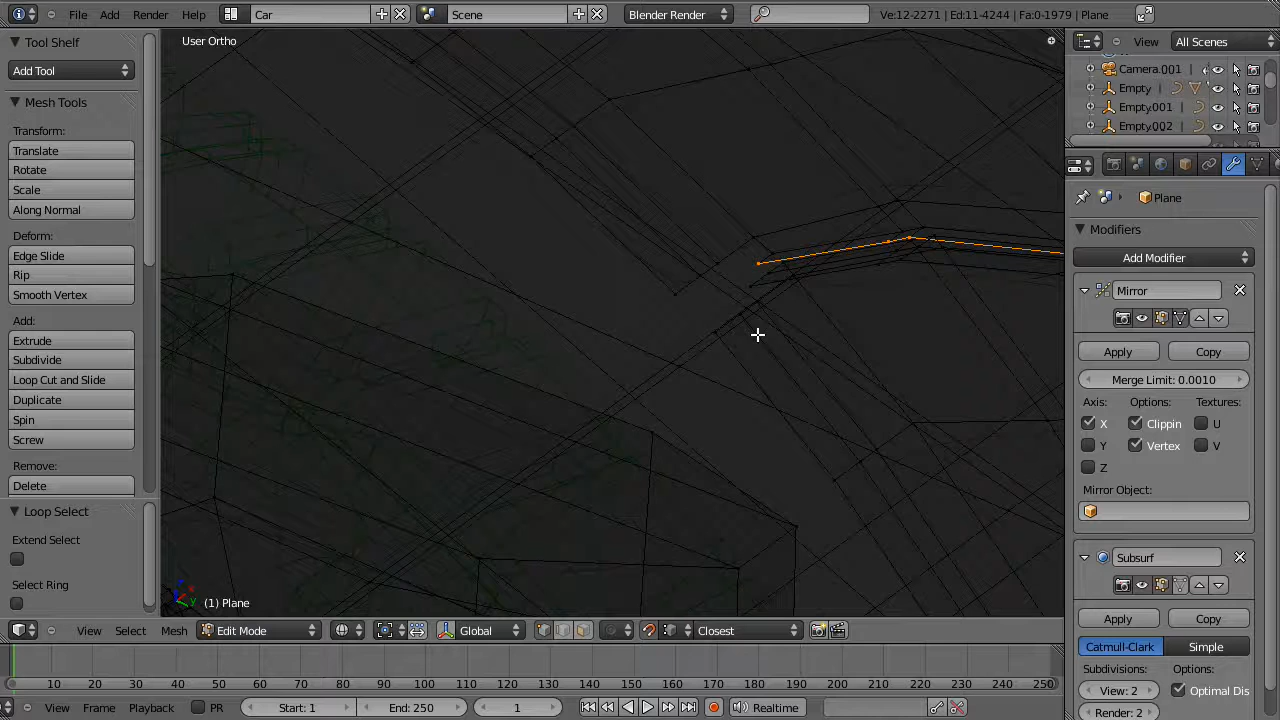 File Add Render Help Car Scene Blender Render Ve:12-2271 | Ed:11-4244 | Fa:0-1979 | Plane
Tool Shelf
Add Tool
Mesh Tools
Transform:
Translate
Rotate
Scale
Along Normal
Deform:
Edge Slide
Rip
Smooth Vertex
Add:
Extrude
Subdivide
Loop Cut and Slide
Duplicate
Spin
Screw
Remove:
Delete
Loop Select
Extend Select
Select Ring
User Ortho
(1) Plane
View Select Mesh Edit Mode Global Closest
10 20 30 40 50 60 70 80 90 100 110 120 130 140 150 160 170 180 190 200 210 220 230 240 250
View Frame Playback PR Start: 1 End: 250 1 Realtime
View All Scenes
Camera.001
Empty
Empty.001
Empty.002
Plane
Modifiers
Add Modifier
Mirror
Apply Copy
Merge Limit: 0.0010
Axis: Options: Textures:
X Clippin U
Y Vertex V
Z
Mirror Object:
Subsurf
Apply Copy
Catmull-Clark Simple
Subdivisions: Options:
View: 2 Optimal Dis
Render: 2